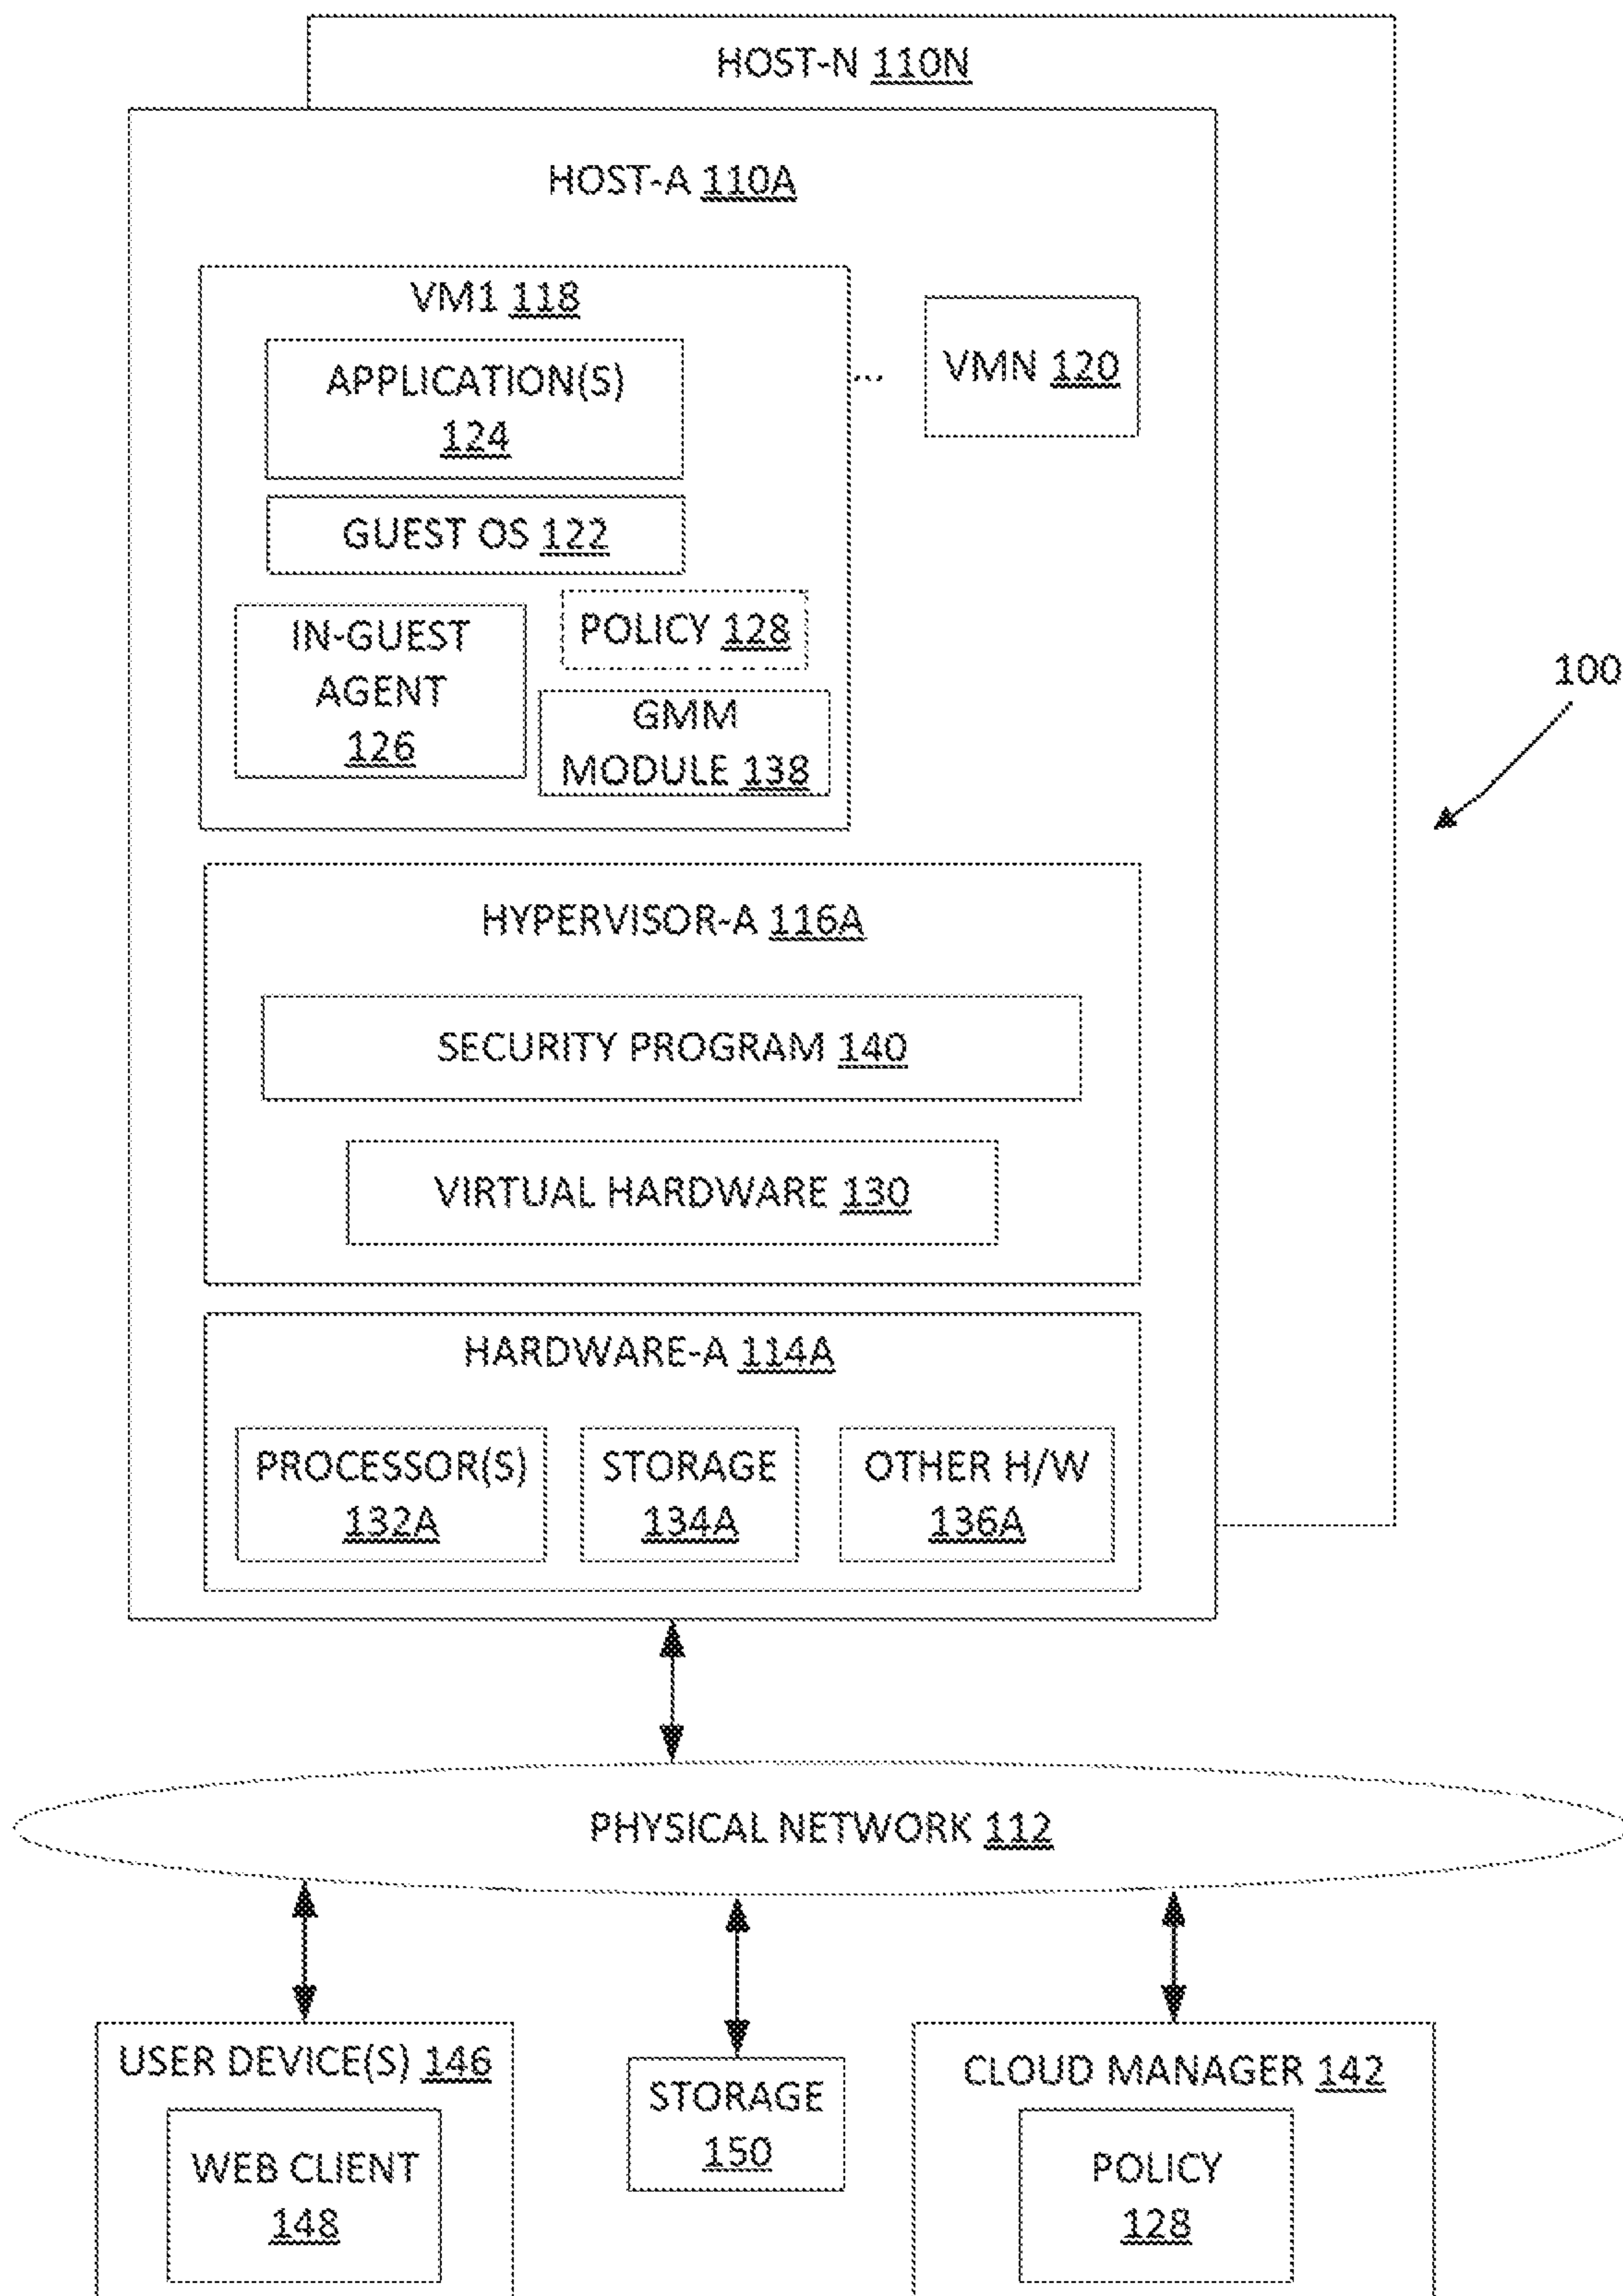 HOST-N 110N
HOST-A 110A
VM1 118
APPLICATION(S)
124
...
VMN 120
GUEST OS 122
IN-GUEST
AGENT
126
POLICY 128
GMM
MODULE 138
100
HYPERVISOR-A 116A
SECURITY PROGRAM 140
VIRTUAL HARDWARE 130
HARDWARE-A 114A
PROCESSOR(S)
132A
STORAGE
134A
OTHER H/W
136A
PHYSICAL NETWORK 112
USER DEVICE(S) 146
WEB CLIENT
148
STORAGE
150
CLOUD MANAGER 142
POLICY
128